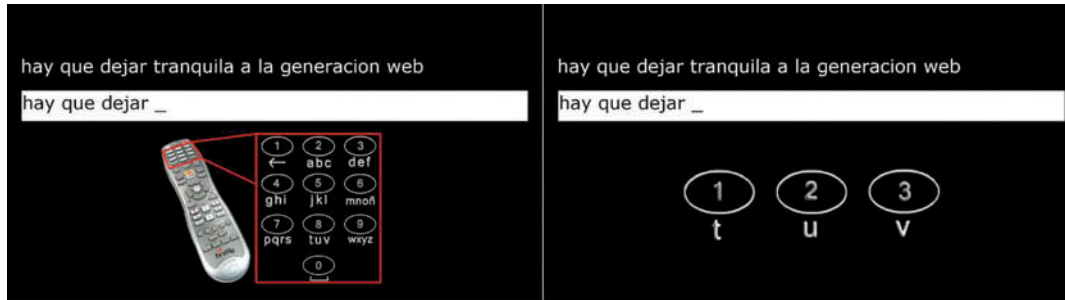 hay que dejar tranquila a la generacion web
hay que dejar _
1 2 3
← abc def
4 5 6
ghi jkl mnoñ
7 8 9
pqrs tuv wxyz
0
firefly
hay que dejar tranquila a la generacion web
hay que dejar _
1 2 3
t u v